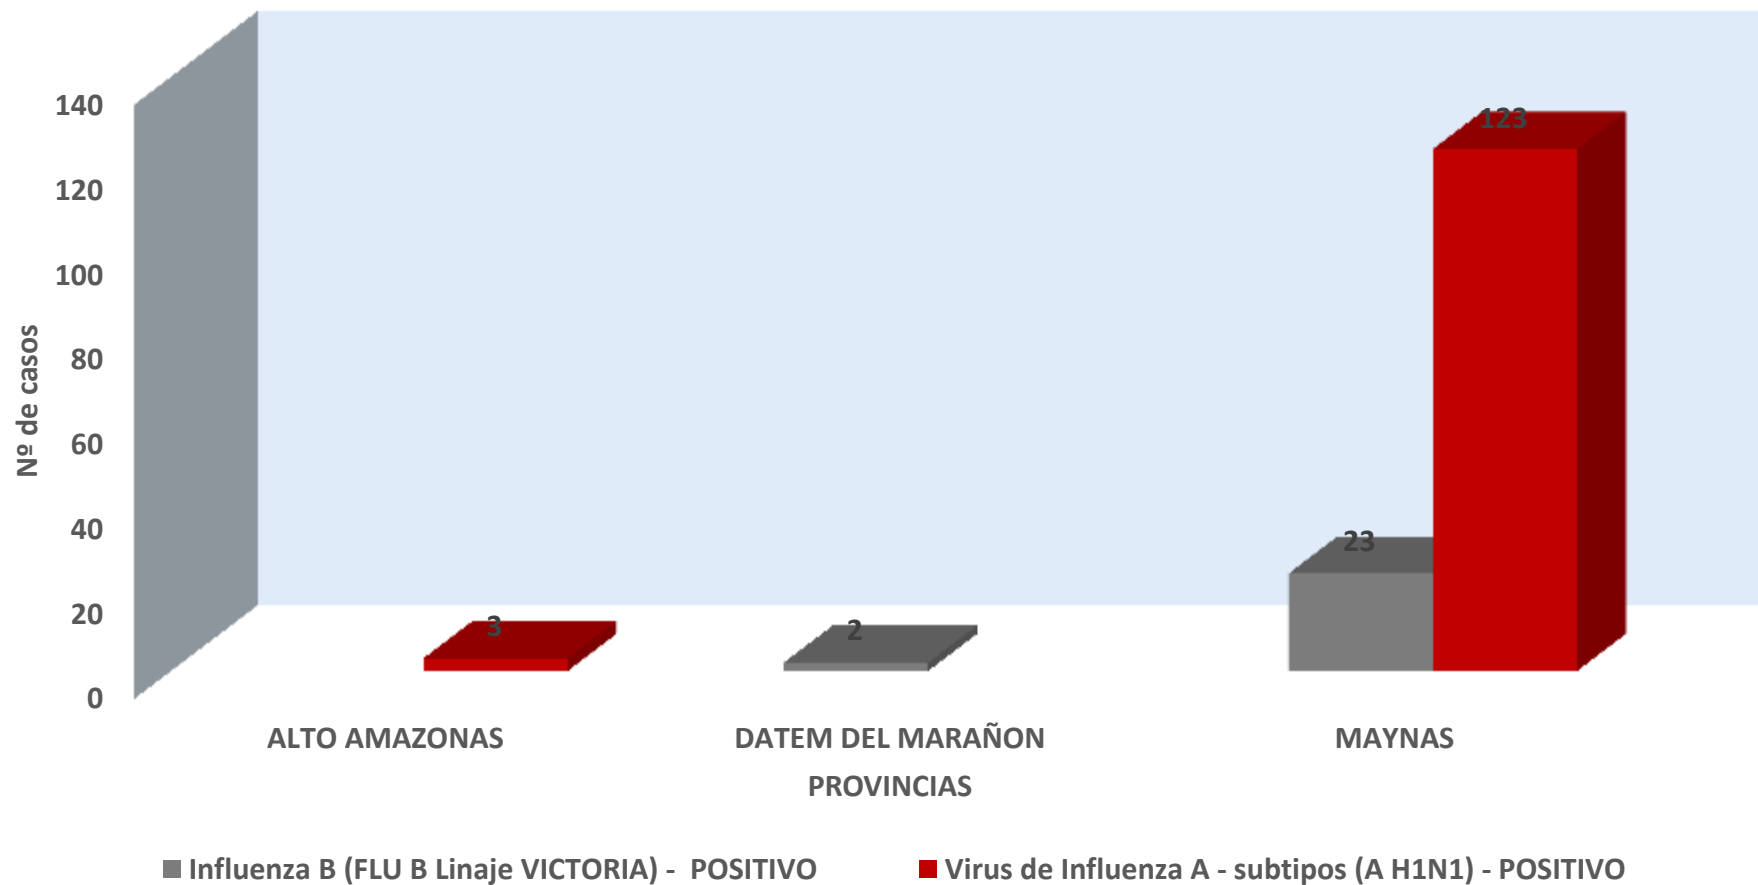 140
120
100
80
60
40
20
0
Nº de casos
3
2
23
123
ALTO AMAZONAS
DATEM DEL MARAÑON
MAYNAS
PROVINCIAS
Influenza B (FLU B Linaje VICTORIA) - POSITIVO
Virus de Influenza A - subtipos (A H1N1) - POSITIVO